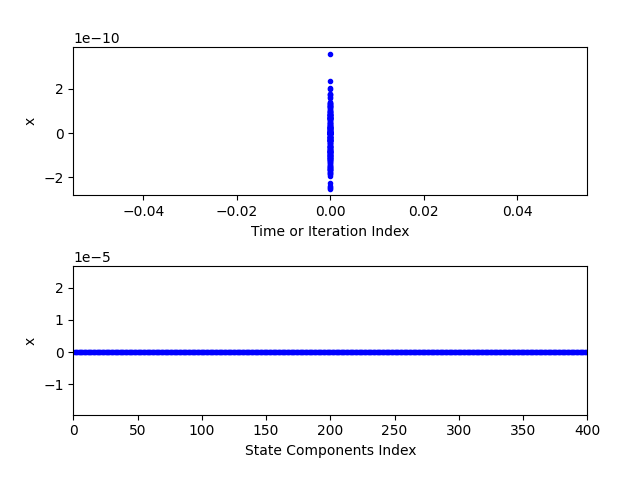 1e−10
2
0
−2
x
−0.04 −0.02 0.00 0.02 0.04
Time or Iteration Index
1e−5
2
1
0
−1
x
0 50 100 150 200 250 300 350 400
State Components Index